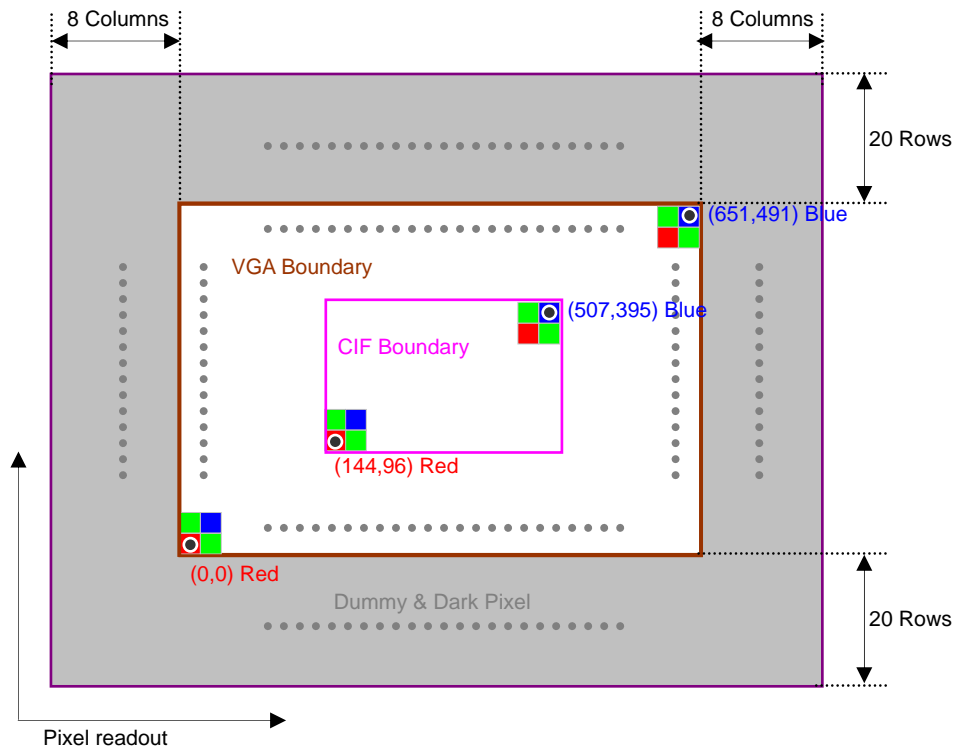 8 Columns
8 Columns
20 Rows
(651,491) Blue
VGA Boundary
(507,395) Blue
CIF Boundary
(144,96) Red
(0,0) Red
Dummy & Dark Pixel
20 Rows
Pixel readout